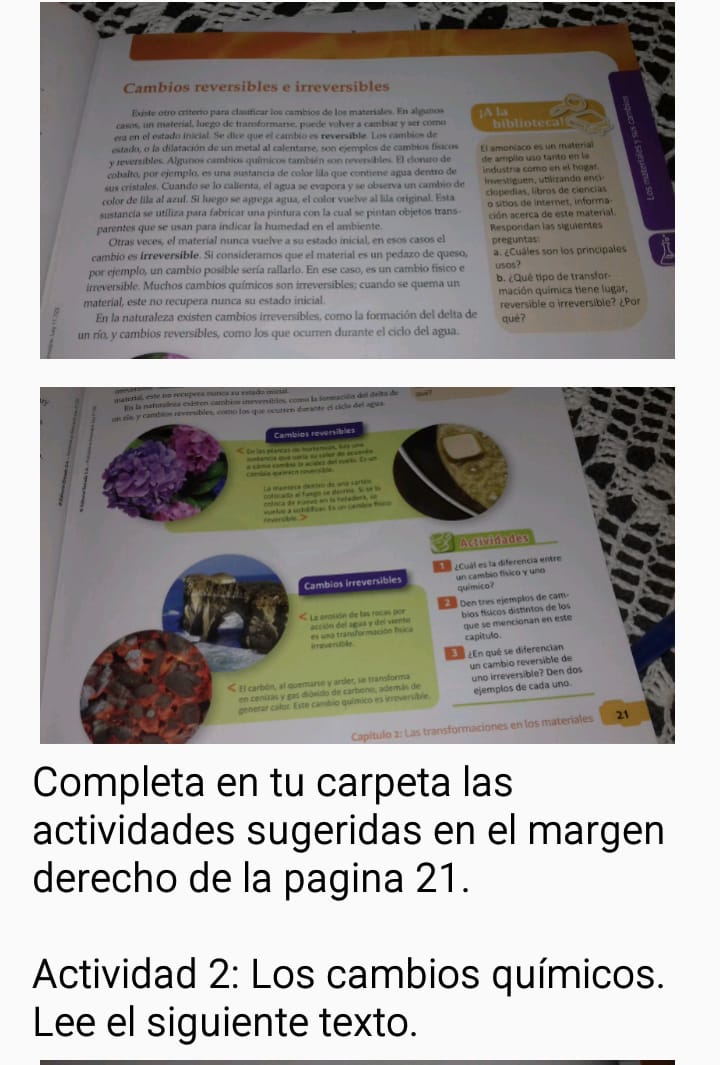 Cambios reversibles e irreversibles
Existe otro criterio para clasificar los cambios de los materiales. En algunos
casos, un material, luego de transformarse, puede volver a cambiar y ser como
era en el estado inicial. Se dice que el cambio es reversible. Los cambios de
estado, o la dilatación de un metal al calentarse, son ejemplos de cambios físicos
y reversibles. Algunos cambios químicos también son reversibles. El cloruro de
cobalto, por ejemplo, es una sustancia de color lila que contiene agua dentro de
sus cristales. Cuando se lo calienta, el agua se evapora y se observa un cambio de
color de lila al azul. Si luego se agrega agua, el color vuelve al lila original. Esta
sustancia se utiliza para fabricar una pintura con la cual se pintan objetos trans-
parentes que se usan para indicar la humedad en el ambiente.
Otras veces, el material nunca vuelve a su estado inicial, en esos casos el
cambio es irreversible. Si consideramos que el material es un pedazo de queso,
por ejemplo, un cambio posible sería rallarlo. En ese caso, es un cambio físico e
irreversible. Muchos cambios químicos son irreversibles; cuando se quema un
material, este no recupera nunca su estado inicial.
En la naturaleza existen cambios irreversibles, como la formación del delta de
un río, y cambios reversibles, como los que ocurren durante el ciclo del agua.
¡A la
biblioteca!
El amoníaco es un material
de amplio uso tanto en la
industria como en el hogar.
Investiguen, utilizando enci-
clopedias, libros de ciencias
o sitios de internet, informa-
ción acerca de este material.
Respondan las siguientes
preguntas:
a. ¿Cuáles son los principales
usos?
b. ¿Qué tipo de transfor-
mación química tiene lugar,
reversible o irreversible? ¿Por
qué?
Los materiales y sus cambios
material, este no recupera nunca su estado inicial.
En la naturaleza existen cambios irreversibles, como la formación del delta de
un río, y cambios reversibles, como los que ocurren durante el ciclo del agua.
qué?
Cambios reversibles
En las plantas de hortensias, hay una
sustancia que varía su color de acuerdo
a cómo cambia la acidez del suelo. Es un
cambio químico reversible.
La manteca dentro de una sartén
colocada al fuego se derrite. Si se la
coloca de nuevo en la heladera, se
vuelve a solidificar. Es un cambio físico
reversible.
Cambios irreversibles
La erosión de las rocas por
acción del agua y del viento
es una transformación física
irreversible.
El carbón, al quemarse y arder, se transforma
en cenizas y gas dióxido de carbono, además de
generar calor. Este cambio químico es irreversible.
Actividades
1 ¿Cuál es la diferencia entre
un cambio físico y uno
químico?
2 Den tres ejemplos de cam-
bios físicos distintos de los
que se mencionan en este
capítulo.
3 ¿En qué se diferencian
un cambio reversible de
uno irreversible? Den dos
ejemplos de cada uno.
Capítulo 2: Las transformaciones en los materiales 21
Completa en tu carpeta las
actividades sugeridas en el margen
derecho de la pagina 21.
Actividad 2: Los cambios químicos.
Lee el siguiente texto.